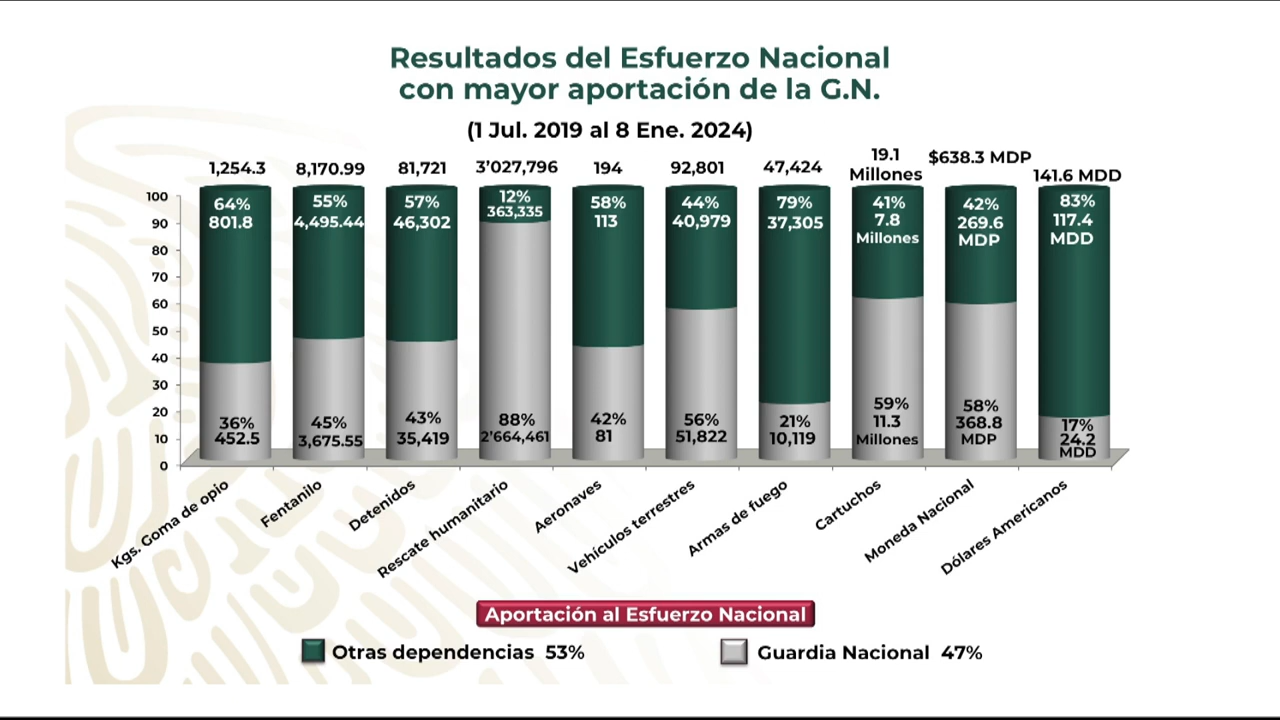 Resultados del Esfuerzo Nacional
con mayor aportación de la G.N.
(1 Jul. 2019 al 8 Ene. 2024)
1,254.3
8,170.99
81,721
3’027,796
194
92,801
47,424
19.1
Millones
$638.3 MDP
141.6 MDD
100
90
80
70
60
50
40
30
20
10
0
64%
801.8
55%
4,495.44
57%
46,302
12%
363,335
58%
113
44%
40,979
79%
37,305
41%
7.8
Millones
42%
269.6
MDP
83%
117.4
MDD
36%
452.5
45%
3,675.55
43%
35,419
88%
2’664,461
42%
81
56%
51,822
21%
10,119
59%
11.3
Millones
58%
368.8
MDP
17%
24.2
MDD
Kgs. Goma de opio
Fentanilo
Detenidos
Rescate humanitario
Aeronaves
Vehículos terrestres
Armas de fuego
Cartuchos
Moneda Nacional
Dólares Americanos
Aportación al Esfuerzo Nacional
Otras dependencias 53%
Guardia Nacional 47%